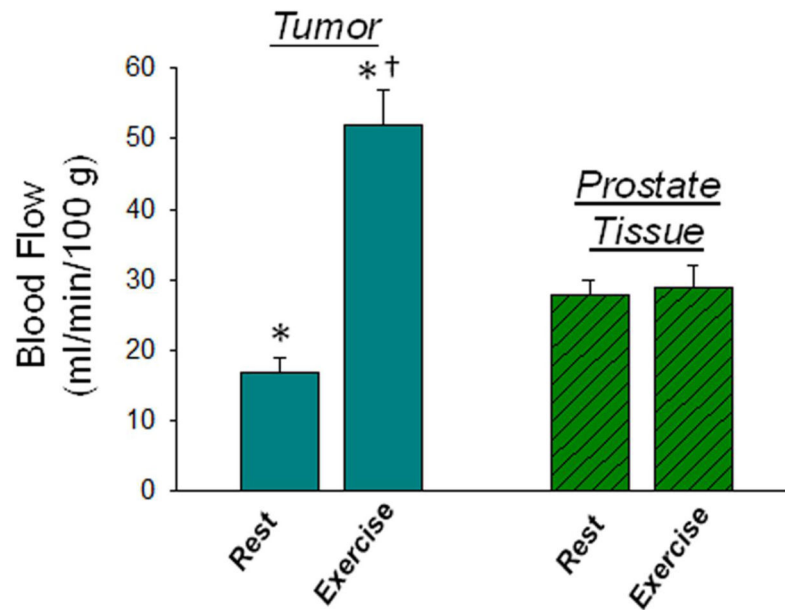 Tumor
*†
*
Prostate
Tissue
Blood Flow
(ml/min/100 g)
60
50
40
30
20
10
0
Rest
Exercise
Rest
Exercise